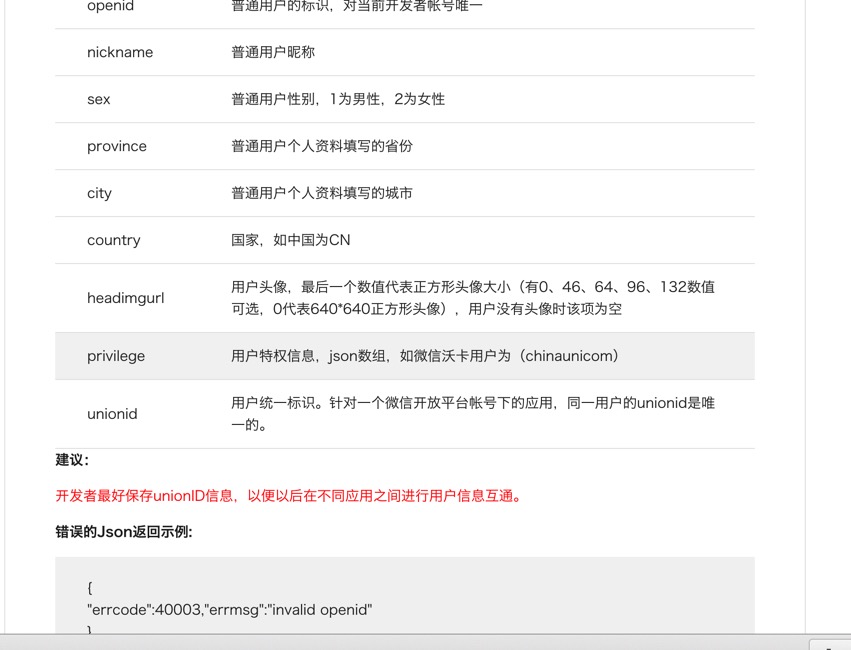 openid 普通用户的标识，对当前开发者帐号唯一
nickname 普通用户昵称
sex 普通用户性别，1为男性，2为女性
province 普通用户个人资料填写的省份
city 普通用户个人资料填写的城市
country 国家，如中国为CN
headimgurl 用户头像，最后一个数值代表正方形头像大小（有0、46、64、96、132数值
可选，0代表640*640正方形头像），用户没有头像时该项为空
privilege 用户特权信息，json数组，如微信沃卡用户为（chinaunicom）
unionid 用户统一标识。针对一个微信开放平台帐号下的应用，同一用户的unionid是唯
一的。
建议：
开发者最好保存unionID信息，以便以后在不同应用之间进行用户信息互通。
错误的Json返回示例:
{
"errcode":40003,"errmsg":"invalid openid"
}